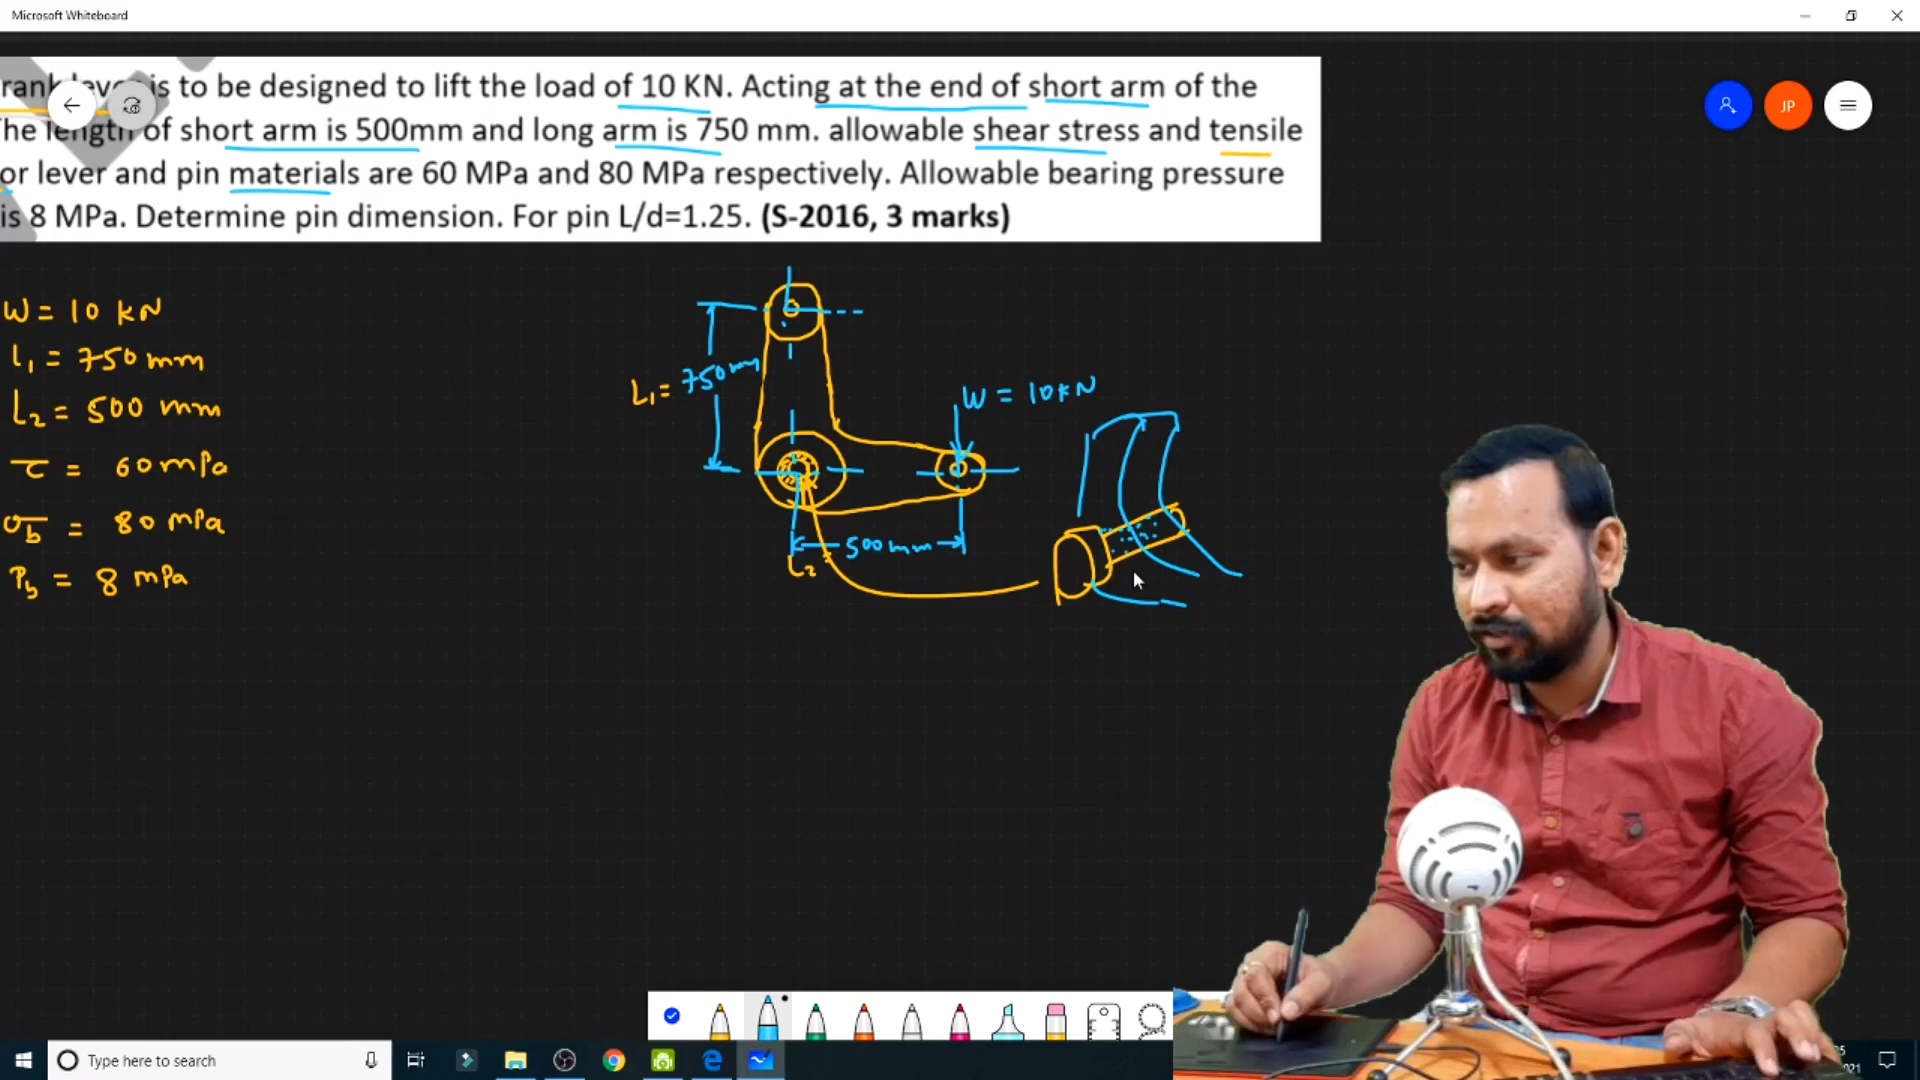 Microsoft Whiteboard
rank lever is to be designed to lift the load of 10 KN. Acting at the end of short arm of the
The length of short arm is 500mm and long arm is 750 mm. allowable shear stress and tensile
or lever and pin materials are 60 MPa and 80 MPa respectively. Allowable bearing pressure
is 8 MPa. Determine pin dimension. For pin L/d=1.25. (S-2016, 3 marks)
JP
W = 10 kN
l₁ = 750 mm
L₂ = 500 mm
τ = 60 mPa
σb = 80 mPa
Pb = 8 mPa
L₁ = 750 mm
W = 10 kN
500 mm
L₂
Type here to search